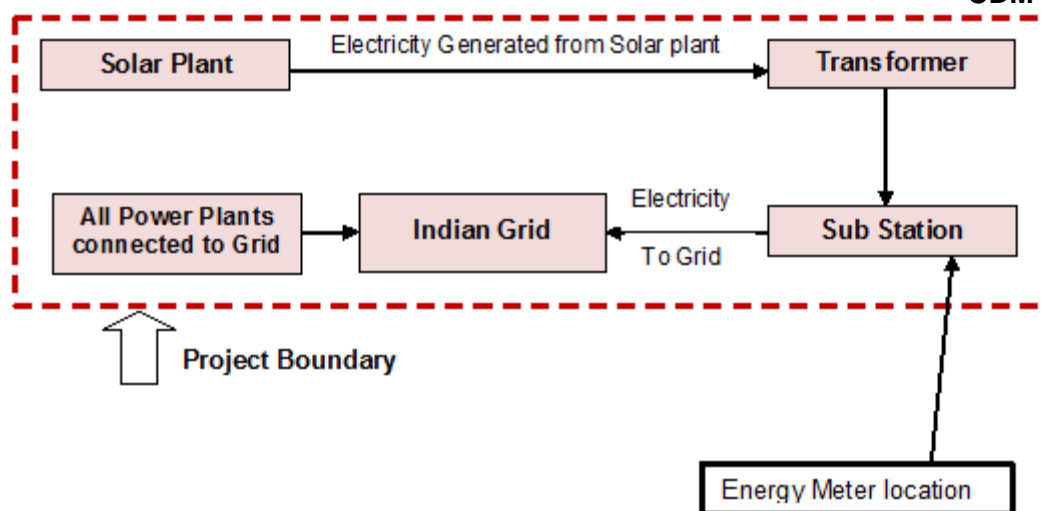 Electricity Generated from Solar plant
Solar Plant
Transformer
All Power Plants
connected to Grid
Indian Grid
Electricity
To Grid
Sub Station
Project Boundary
Energy Meter location